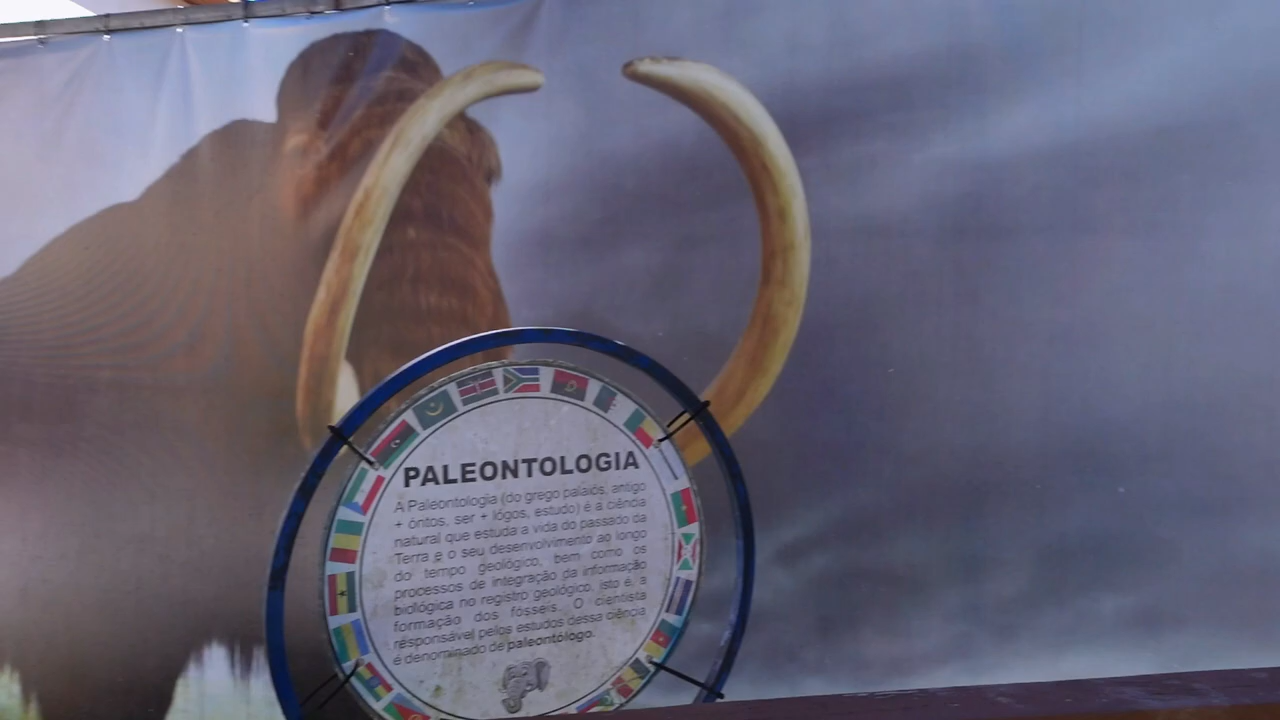 PALEONTOLOGIA
A Paleontologia (do grego palaiós, antigo
+ óntos, ser + lógos, estudo) é a ciência
natural que estuda a vida do passado da
Terra e o seu desenvolvimento ao longo
do tempo geológico, bem como os
processos de integração da informação
biológica no registro geológico, isto é, a
formação dos fósseis. O cientista
responsável pelos estudos dessa ciência
é denominado de paleontólogo.